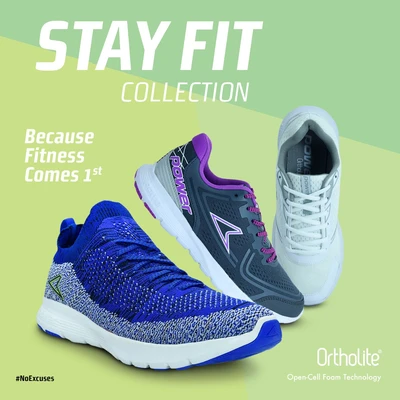 STAY FIT
COLLECTION
Because
Fitness
Comes 1st
POWER
Ortholite®
Open-Cell Foam Technology
#NoExcuses